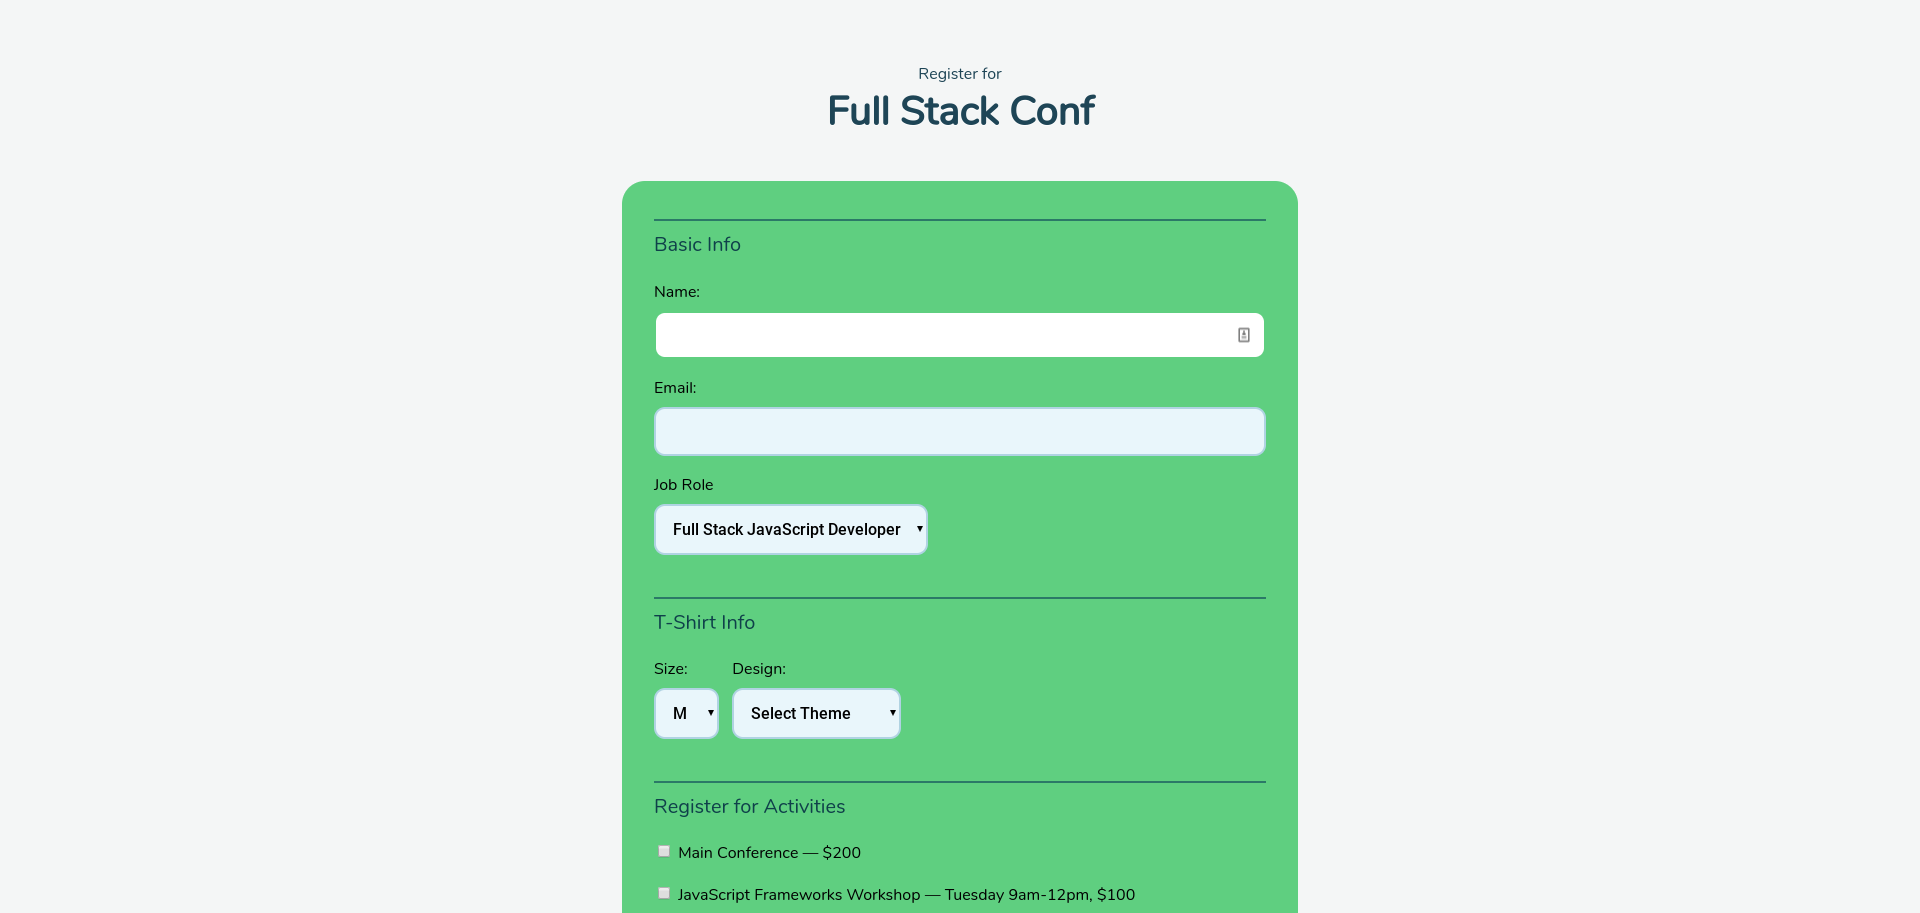 Register for
Full Stack Conf
Basic Info
Name:
Email:
Job Role
Full Stack JavaScript Developer
T-Shirt Info
Size: Design:
M Select Theme
Register for Activities
Main Conference — $200
JavaScript Frameworks Workshop — Tuesday 9am-12pm, $100